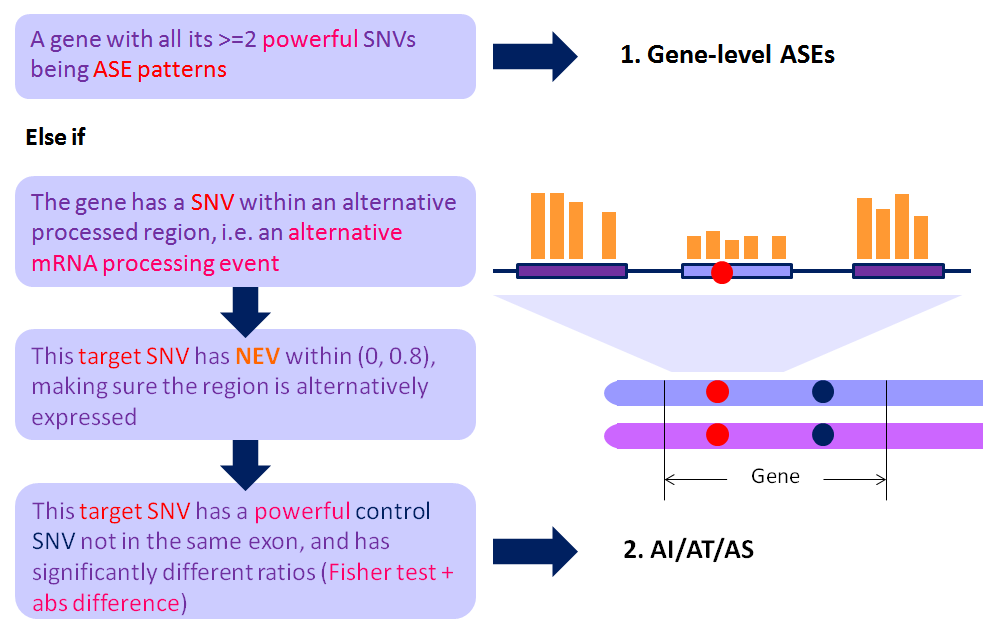 A gene with all its >=2 powerful SNVs
being ASE patterns
1. Gene-level ASEs
Else if
The gene has a SNV within an alternative
processed region, i.e. an alternative
mRNA processing event
This target SNV has NEV within (0, 0.8),
making sure the region is alternatively
expressed
Gene
This target SNV has a powerful control
SNV not in the same exon, and has
significantly different ratios (Fisher test +
abs difference)
2. AI/AT/AS